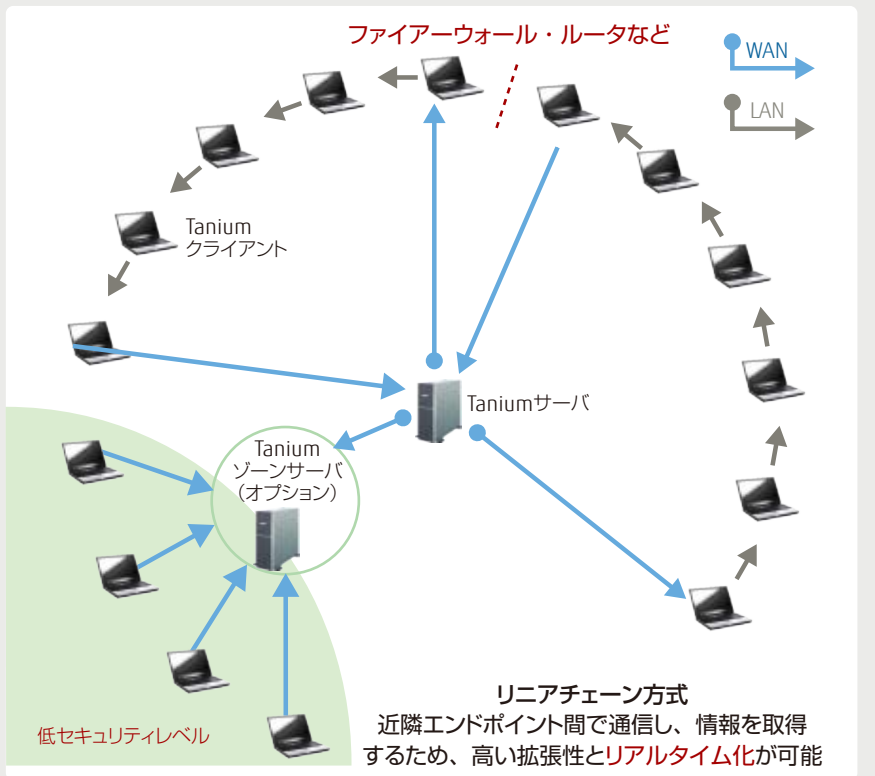 ファイアーウォール・ルータなど
WAN
LAN
Tanium
クライアント
Taniumサーバ
Tanium
ゾーンサーバ
（オプション）
低セキュリティレベル
リニアチェーン方式
近隣エンドポイント間で通信し、情報を取得
するため、高い拡張性とリアルタイム化が可能